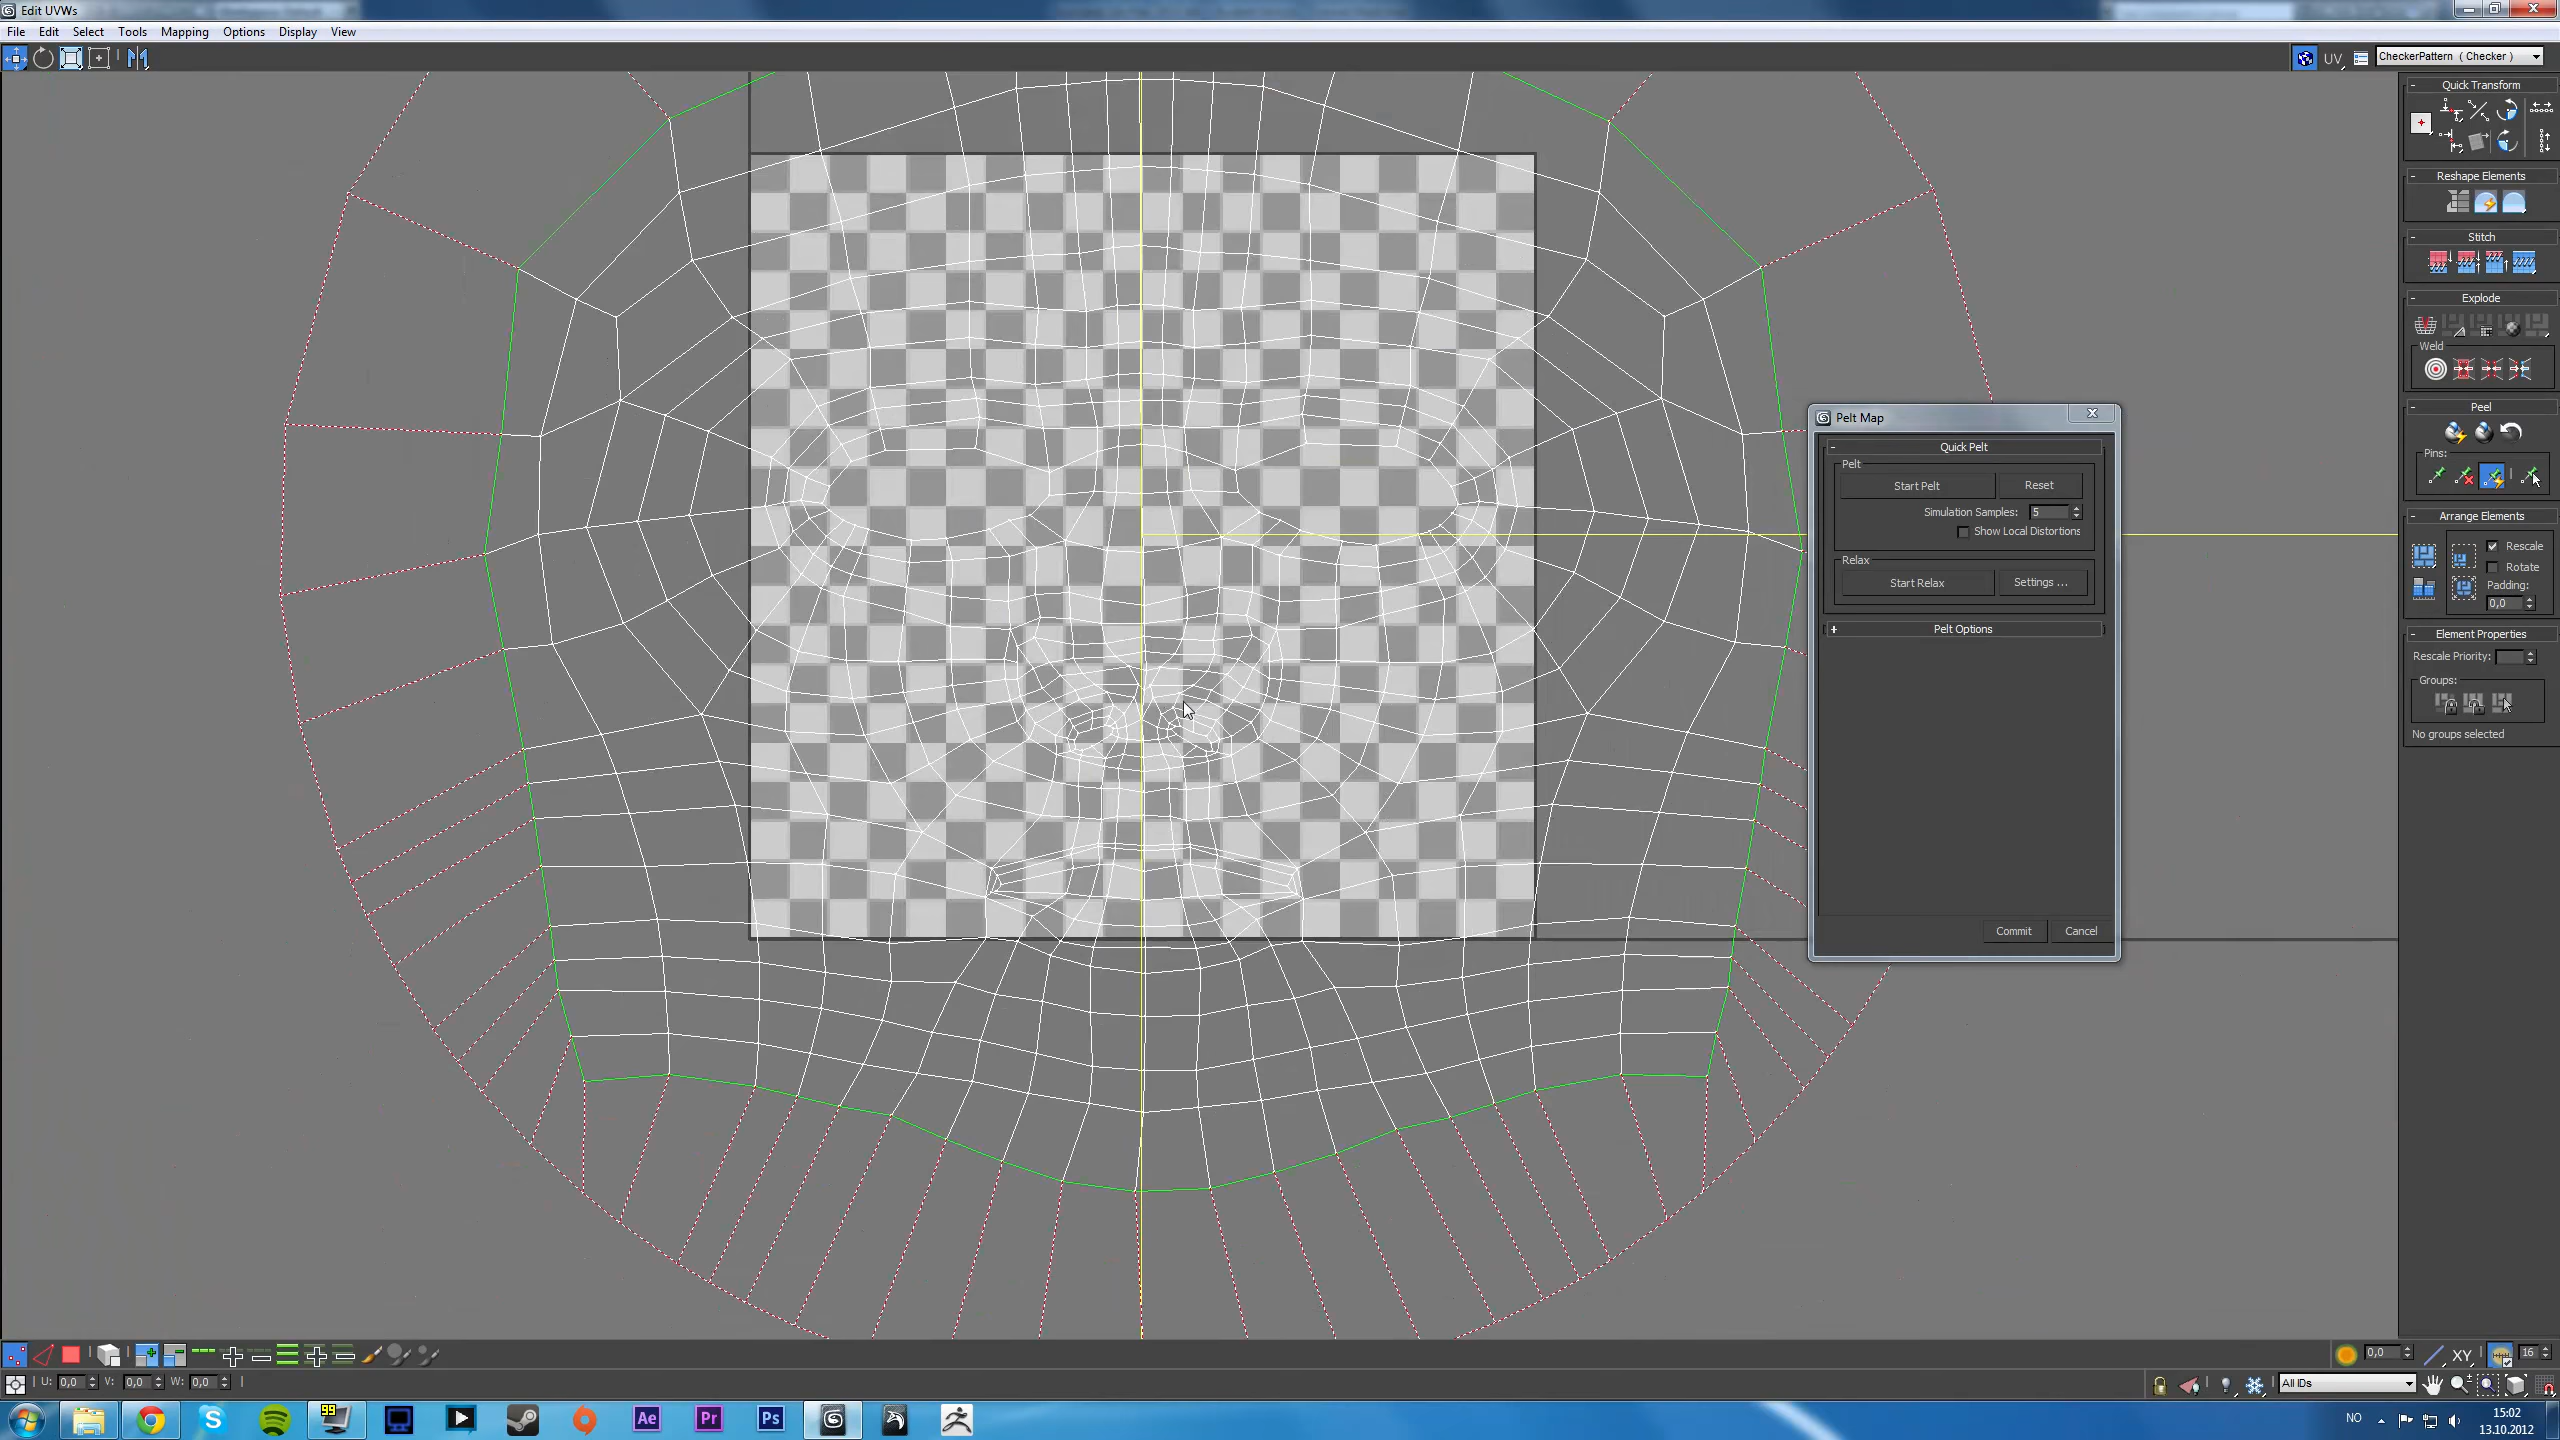 Edit UVWs
File Edit Select Tools Mapping Options Display View
UV
CheckerPattern ( Checker )
Quick Transform
Reshape Elements
Stitch
Explode
Weld
Peel
Pins:
Arrange Elements
Rescale
Rotate
Padding:
0,0
Element Properties
Rescale Priority:
Groups:
No groups selected
Pelt Map
Quick Pelt
Pelt
Start Pelt Reset
Simulation Samples: 5
Show Local Distortions
Relax
Start Relax Settings ...
Pelt Options
Commit Cancel
0,0 XY 16
U: 0,0 V: 0,0 W: 0,0
All IDs
99
Ae Pr Ps
NO
15:02
13.10.2012